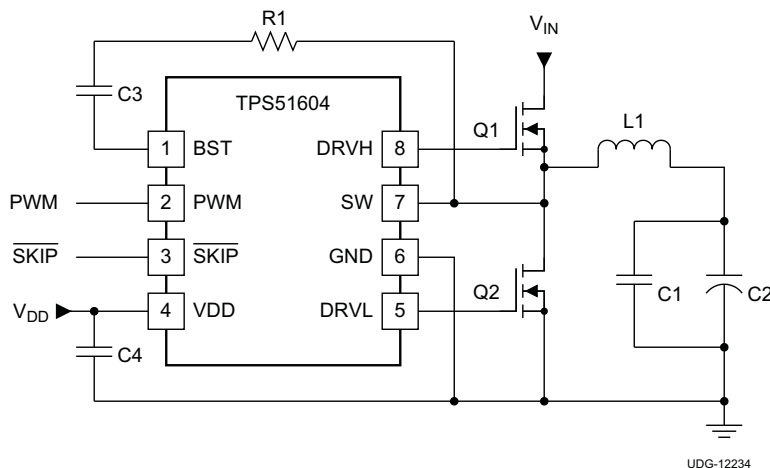 R1
V_IN
C3
TPS51604
L1
Q1
1 BST
DRVH 8
PWM
2 PWM
SW 7
SKIP
3 SKIP
GND 6
V_DD
4 VDD
DRVL 5
Q2
C1
C2
C4
UDG-12234